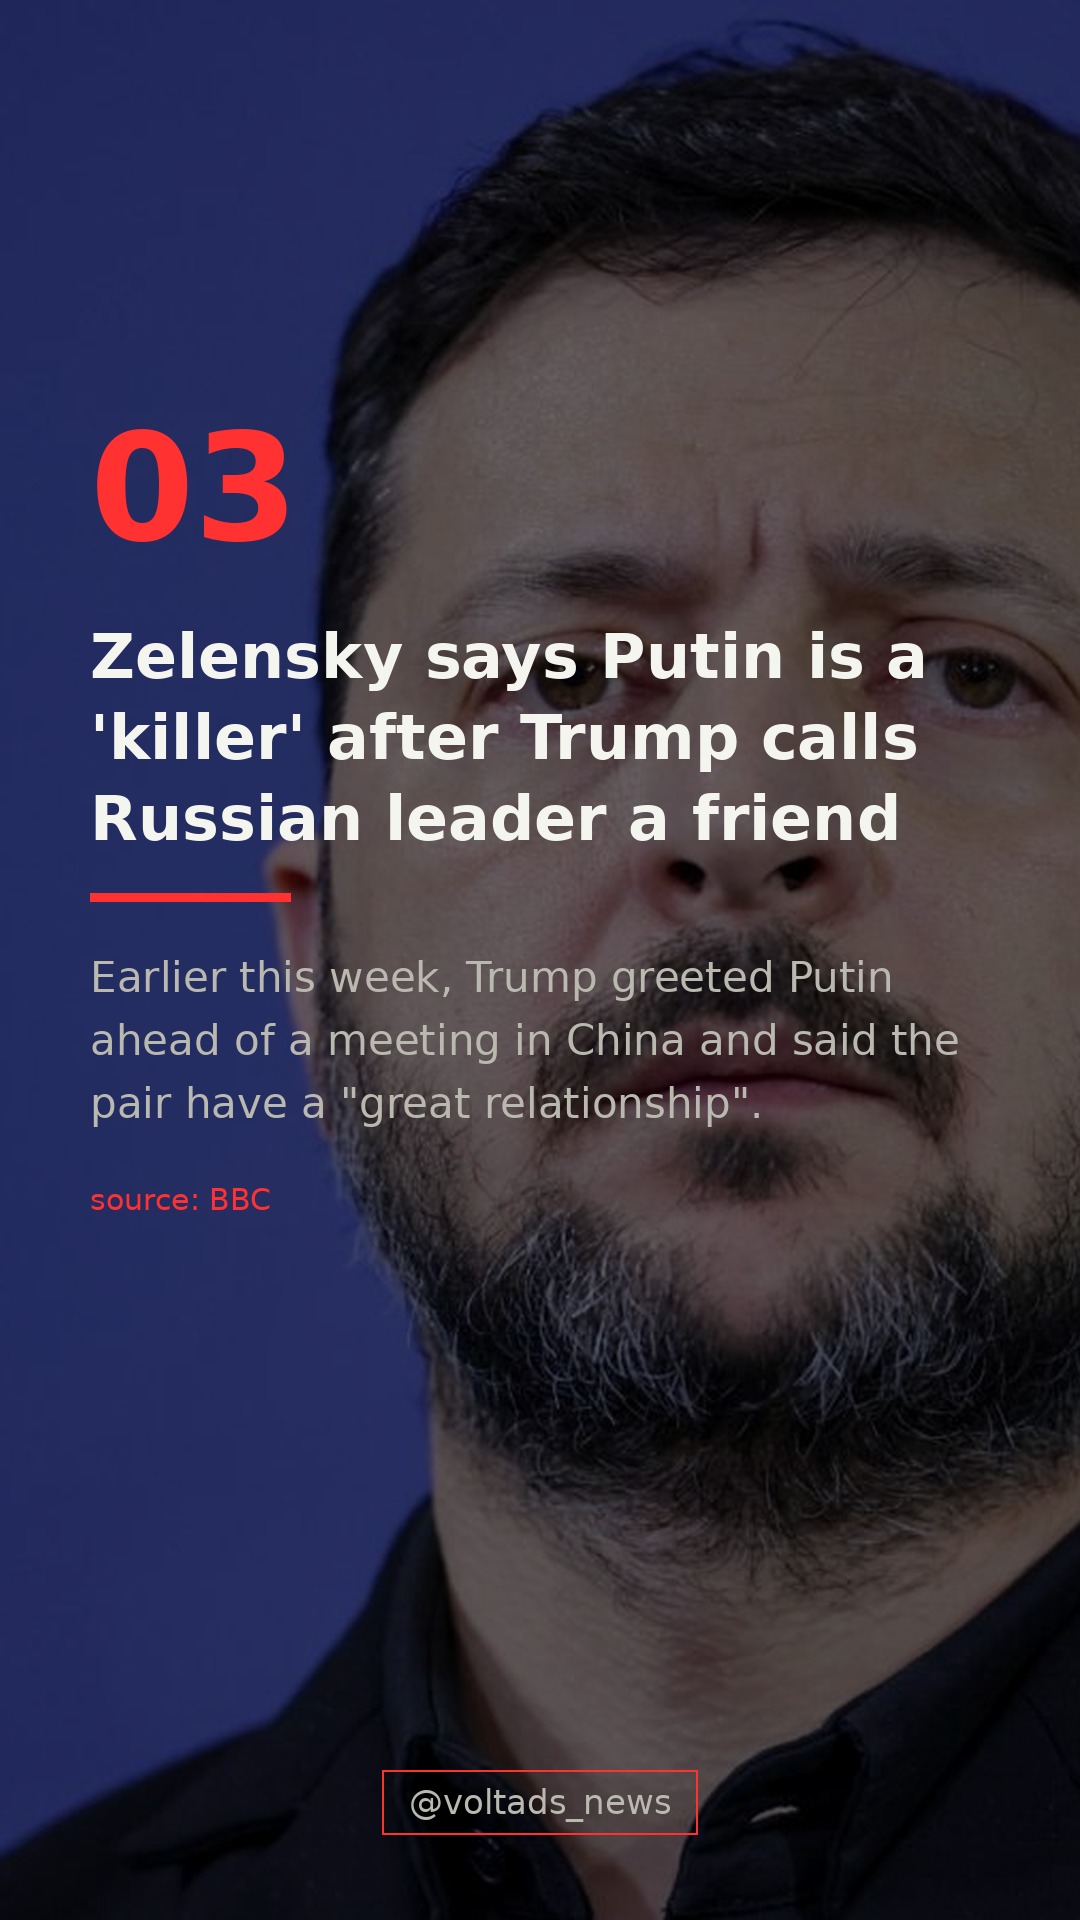 03
Zelensky says Putin is a
'killer' after Trump calls
Russian leader a friend
Earlier this week, Trump greeted Putin
ahead of a meeting in China and said the
pair have a "great relationship".
source: BBC
@voltads_news